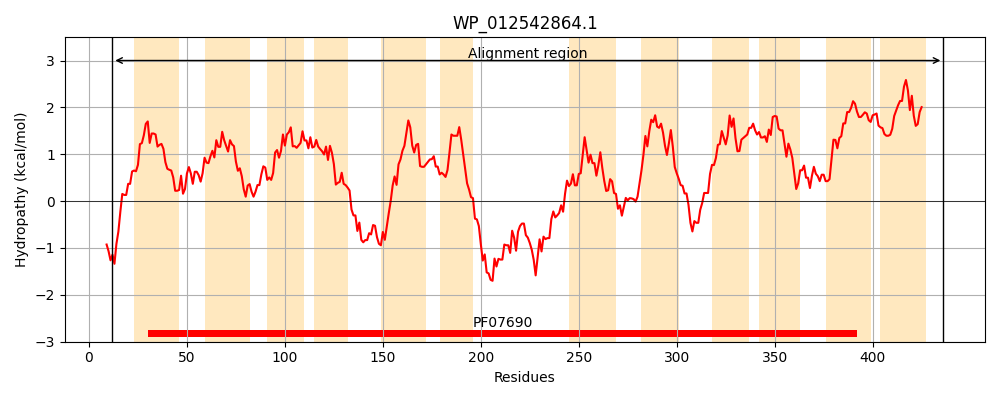 WP_012542864.1
Alignment region
3
2
1
0
−1
−2
−3
Hydropathy (kcal/mol)
PF07690
0 50 100 150 200 250 300 350 400
Residues